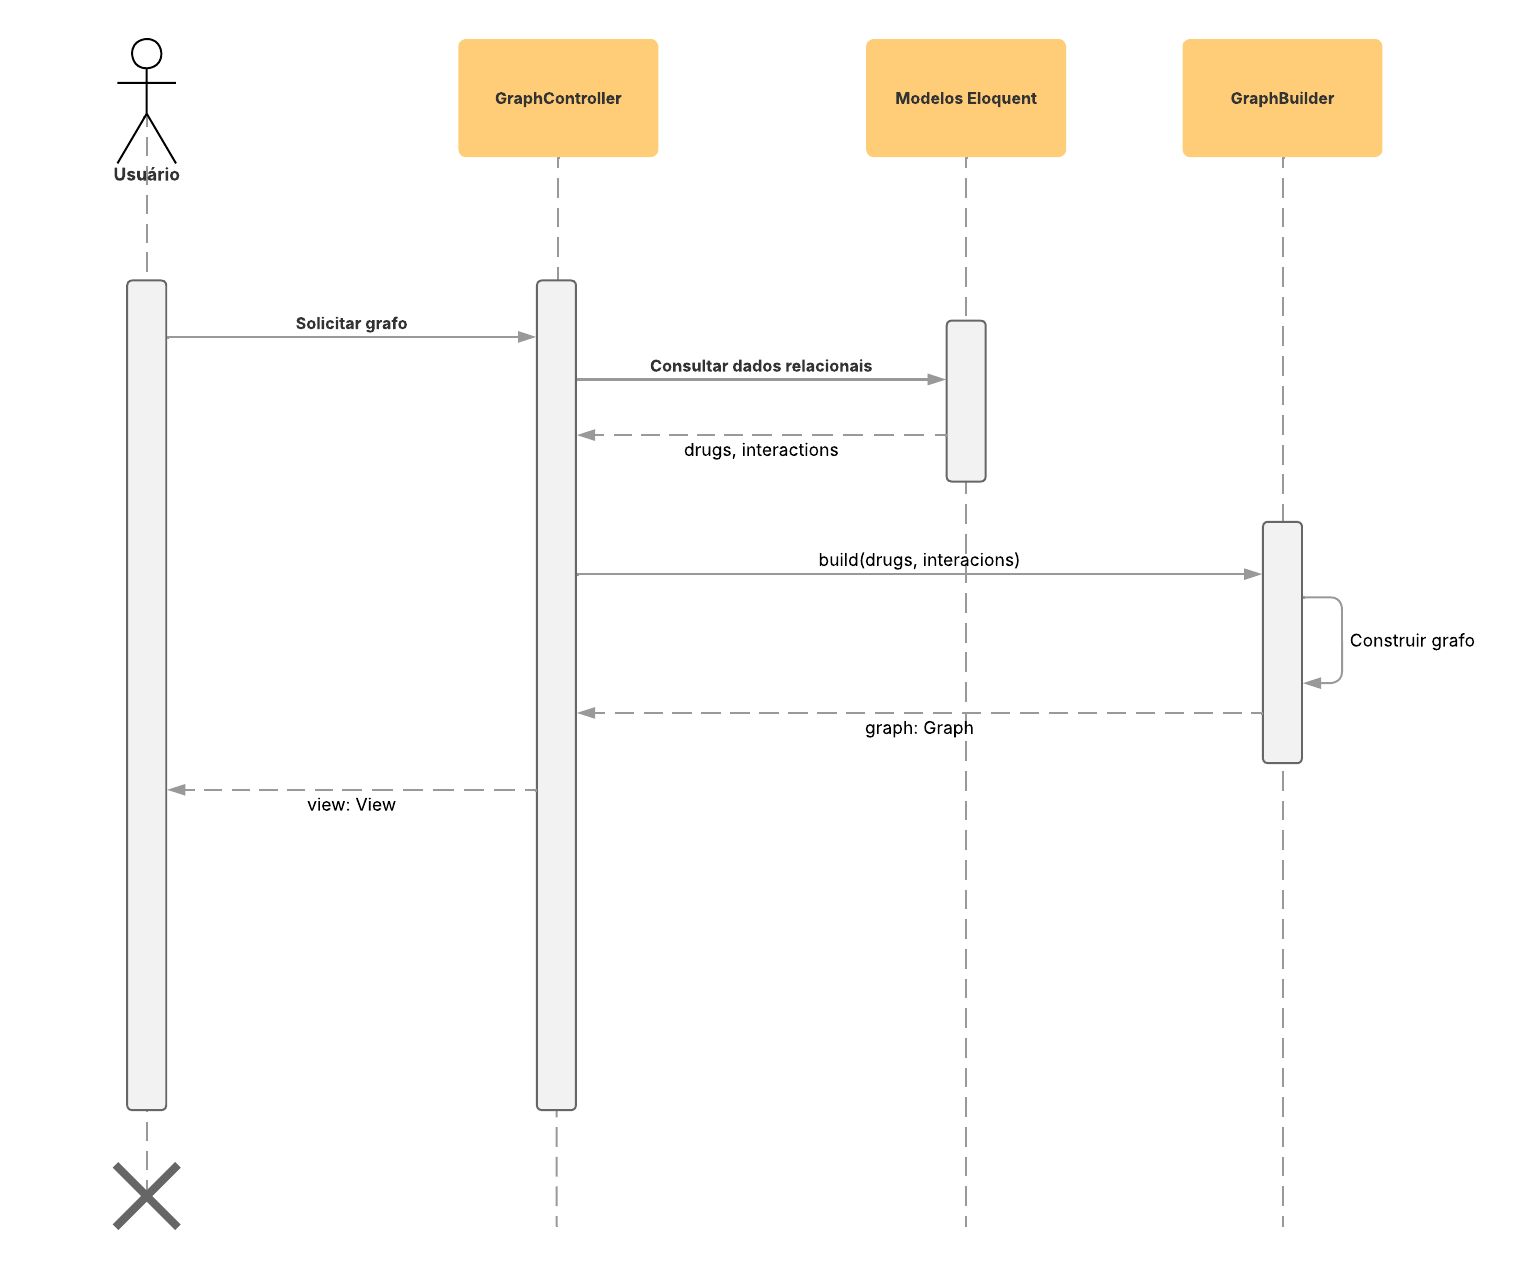 Usuário
GraphController
Modelos Eloquent
GraphBuilder
Solicitar grafo
Consultar dados relacionais
drugs, interactions
build(drugs, interacions)
Construir grafo
graph: Graph
view: View